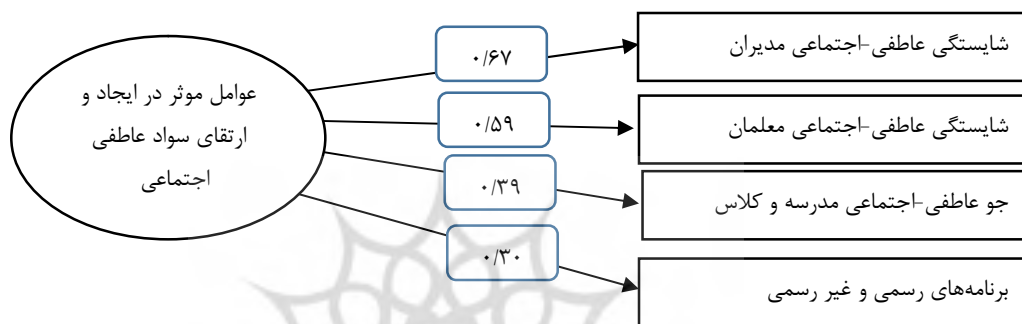 عوامل موثر در ایجاد و
ارتقای سواد عاطفی
اجتماعی
۰/۶۷
شایستگی عاطفی-اجتماعی مدیران
۰/۵۹
شایستگی عاطفی-اجتماعی معلمان
۰/۳۹
جو عاطفی-اجتماعی مدرسه و کلاس
۰/۳۰
برنامه‌های رسمی و غیر رسمی